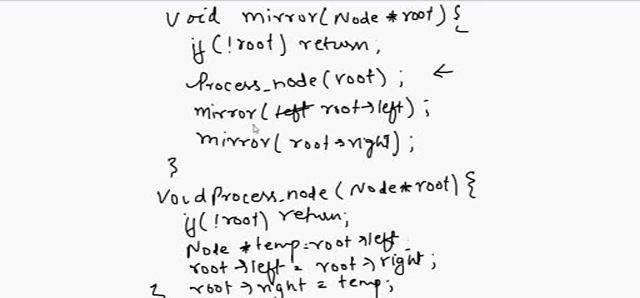 void mirror(Node *root) {
if(!root) return;
Process_node(root); ←
mirror(left root->left);
mirror(root->right);
}
Void Process_node(Node*root) {
if(!root) return;
Node *temp=root->left
root->left = root->right;
} root->right = temp;